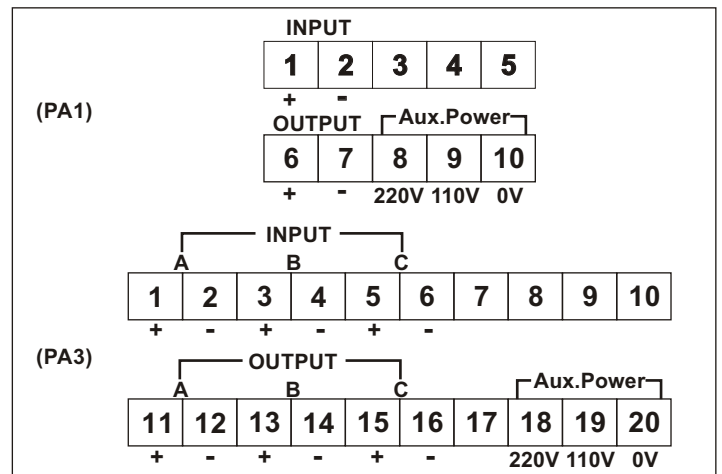 INPUT
1 2 3 4 5
+ -
(PA1)
OUTPUT Aux.Power
6 7 8 9 10
+ - 220V 110V 0V
INPUT
A B C
1 2 3 4 5 6 7 8 9 10
+ - + - + -
(PA3)
OUTPUT
A B C Aux.Power
11 12 13 14 15 16 17 18 19 20
+ - + - + - 220V 110V 0V